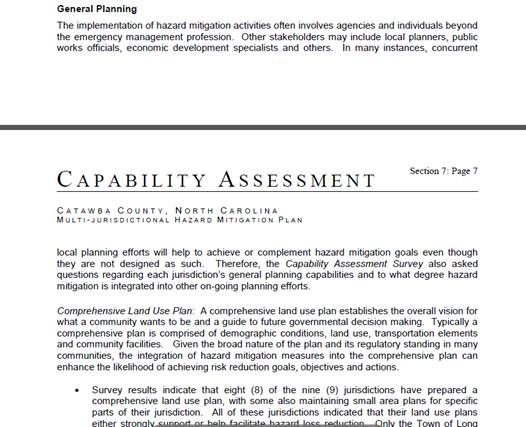 General Planning
The implementation of hazard mitigation activities often involves agencies and individuals beyond
the emergency management profession. Other stakeholders may include local planners, public
works officials, economic development specialists and others. In many instances, concurrent
Section 7: Page 7
CAPABILITY ASSESSMENT
CATAWBA COUNTY, NORTH CAROLINA
MULTI-JURISDICTIONAL HAZARD MITIGATION PLAN
local planning efforts will help to achieve or complement hazard mitigation goals even though
they are not designed as such. Therefore, the Capability Assessment Survey also asked
questions regarding each jurisdiction's general planning capabilities and to what degree hazard
mitigation is integrated into other on-going planning efforts.
Comprehensive Land Use Plan: A comprehensive land use plan establishes the overall vision for
what a community wants to be and a guide to future governmental decision making. Typically a
comprehensive plan is comprised of demographic conditions, land use, transportation elements
and community facilities. Given the broad nature of the plan and its regulatory standing in many
communities, the integration of hazard mitigation measures into the comprehensive plan can
enhance the likelihood of achieving risk reduction goals, objectives and actions.
• Survey results indicate that eight (8) of the nine (9) jurisdictions have prepared a
comprehensive land use plan, with some also maintaining small area plans for specific
parts of their jurisdiction. All of these jurisdictions indicated that their land use plans
either strongly support or help facilitate hazard loss reduction. Only the Town of Long